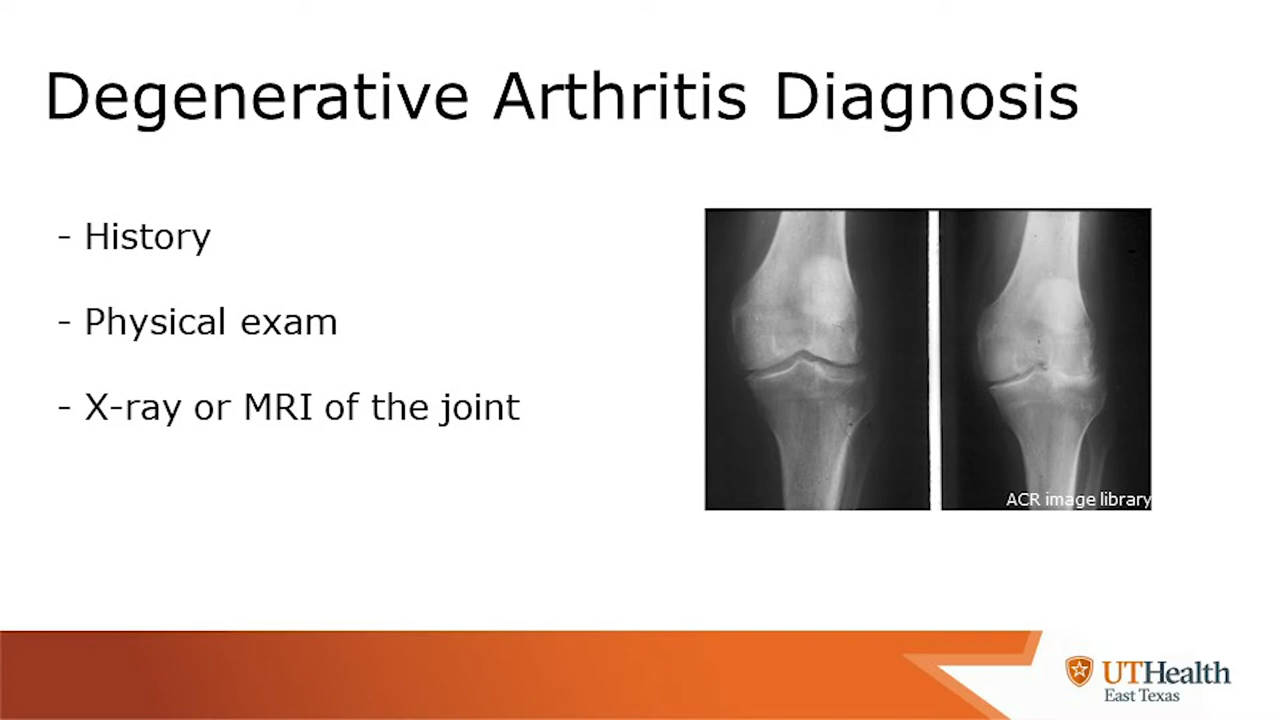 Degenerative Arthritis Diagnosis
- History
- Physical exam
- X-ray or MRI of the joint
ACR image library
UTHealth
East Texas